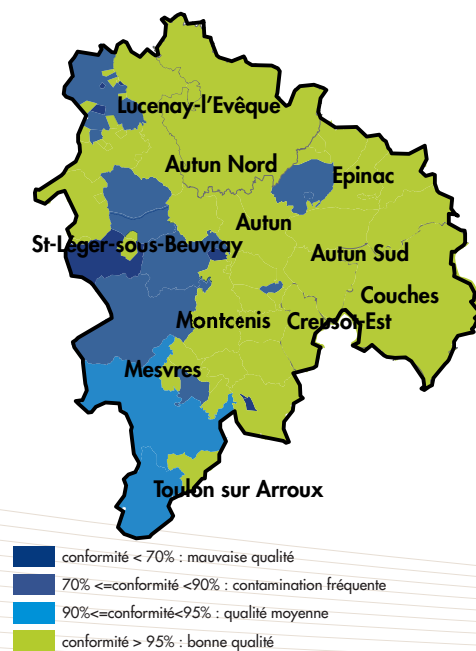 Lucenay-l'Evêque
Autun Nord
Epinac
Autun
St-Léger-sous-Beuvray
Autun Sud
Couches
Montcenis
Creusot-Est
Mesvres
Toulon sur Arroux
conformité < 70% : mauvaise qualité
70% <=conformité <90% : contamination fréquente
90%<=conformité<95% : qualité moyenne
conformité > 95% : bonne qualité